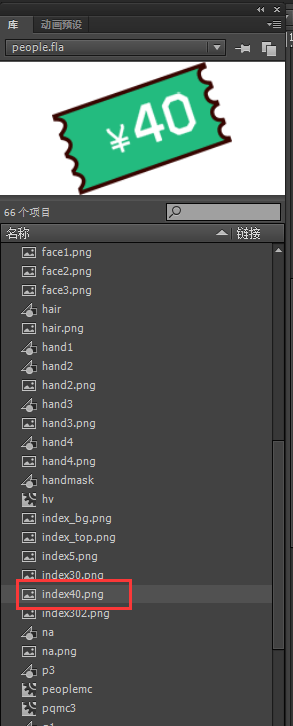 库 动画预设
people.fla
¥40
66 个项目
名称 链接
face1.png
face2.png
face3.png
hair
hair.png
hand1
hand2
hand2.png
hand3
hand3.png
hand4
hand4.png
handmask
hv
index_bg.png
index_top.png
index5.png
index30.png
index40.png
index302.png
na
na.png
p3
peoplemc
pqmc3